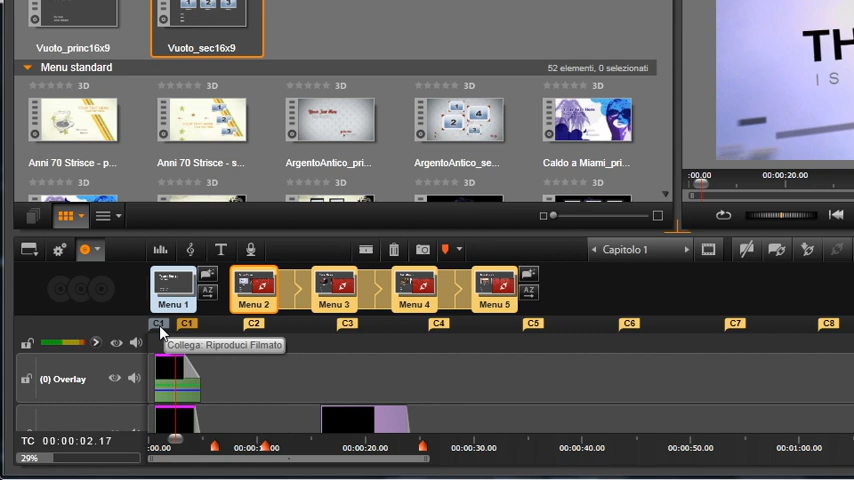 TH
IS
Vuoto_princ16x9
Vuoto_sec16x9
Menu standard
52 elementi, 0 selezionati
3D
3D
3D
3D
3D
Anni 70 Strisce - p...
Anni 70 Strisce - s...
ArgentoAntico_pri...
ArgentoAntico_se...
Caldo a Miami_pri...
3D
3D
3D
3D
3D
:00.00
00:00:20.00
Capitolo 1
AZ
AZ
Menu 1
Menu 2
Menu 3
Menu 4
Menu 5
C1
C2
C3
C4
C5
C6
C7
C8
Collega: Riproduci Filmato
(0) Overlay
TC 00:00:02.17
:00.00
00:00:10.00
00:00:20.00
00:00:30.00
00:00:40.00
00:00:50.00
00:01:00.00
29%